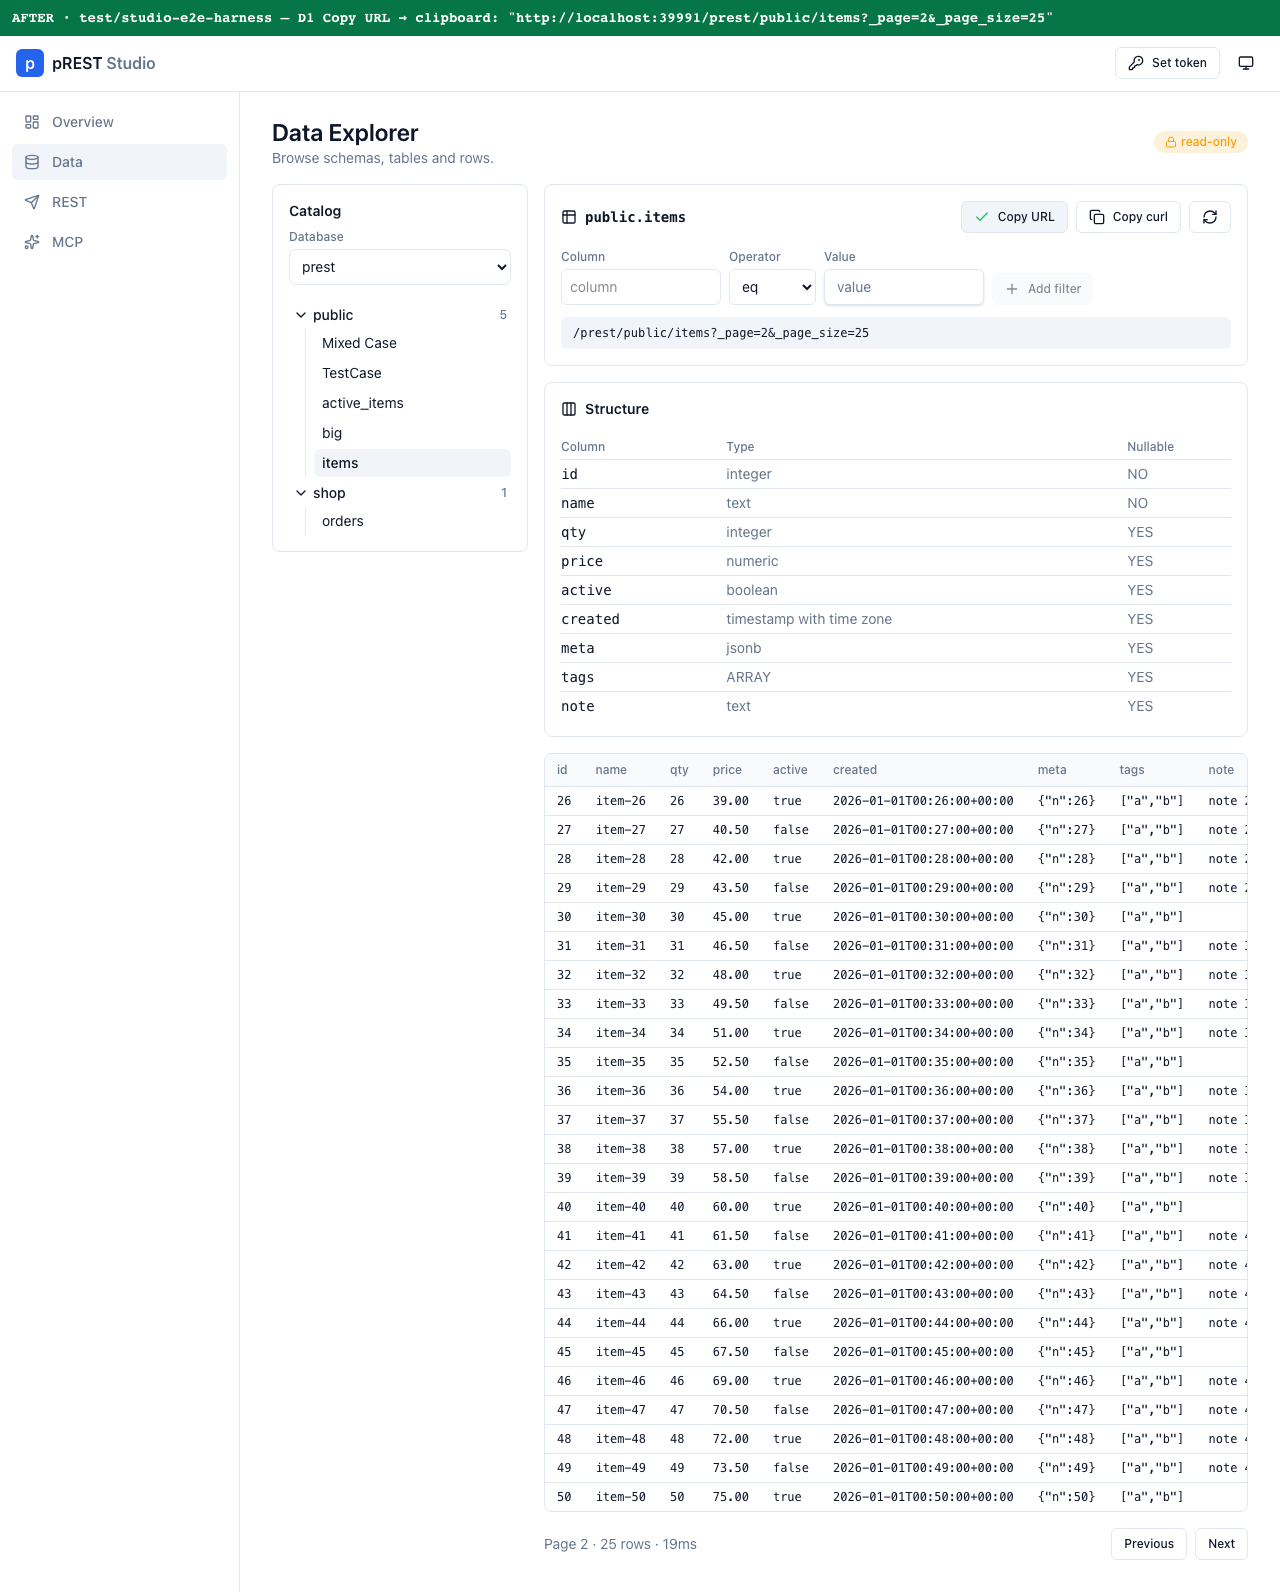 AFTER · test/studio-e2e-harness — D1 Copy URL → clipboard: "http://localhost:39991/prest/public/items?_page=2&_page_size=25"
p pREST Studio
Set token
Overview
Data
REST
MCP
Data Explorer
Browse schemas, tables and rows.
read-only
Catalog
Database
prest
public 5
Mixed Case
TestCase
active_items
big
items
shop 1
orders
public.items
Copy URL Copy curl
Column Operator Value
column eq value Add filter
/prest/public/items?_page=2&_page_size=25
Structure
Column Type Nullable
id integer NO
name text NO
qty integer YES
price numeric YES
active boolean YES
created timestamp with time zone YES
meta jsonb YES
tags ARRAY YES
note text YES
id name qty price active created meta tags note
26 item-26 26 39.00 true 2026-01-01T00:26:00+00:00 {"n":26} ["a","b"] note
27 item-27 27 40.50 false 2026-01-01T00:27:00+00:00 {"n":27} ["a","b"] note
28 item-28 28 42.00 true 2026-01-01T00:28:00+00:00 {"n":28} ["a","b"] note
29 item-29 29 43.50 false 2026-01-01T00:29:00+00:00 {"n":29} ["a","b"] note
30 item-30 30 45.00 true 2026-01-01T00:30:00+00:00 {"n":30} ["a","b"]
31 item-31 31 46.50 false 2026-01-01T00:31:00+00:00 {"n":31} ["a","b"] note
32 item-32 32 48.00 true 2026-01-01T00:32:00+00:00 {"n":32} ["a","b"] note
33 item-33 33 49.50 false 2026-01-01T00:33:00+00:00 {"n":33} ["a","b"] note
34 item-34 34 51.00 true 2026-01-01T00:34:00+00:00 {"n":34} ["a","b"] note
35 item-35 35 52.50 false 2026-01-01T00:35:00+00:00 {"n":35} ["a","b"]
36 item-36 36 54.00 true 2026-01-01T00:36:00+00:00 {"n":36} ["a","b"] note
37 item-37 37 55.50 false 2026-01-01T00:37:00+00:00 {"n":37} ["a","b"] note
38 item-38 38 57.00 true 2026-01-01T00:38:00+00:00 {"n":38} ["a","b"] note
39 item-39 39 58.50 false 2026-01-01T00:39:00+00:00 {"n":39} ["a","b"] note
40 item-40 40 60.00 true 2026-01-01T00:40:00+00:00 {"n":40} ["a","b"]
41 item-41 41 61.50 false 2026-01-01T00:41:00+00:00 {"n":41} ["a","b"] note
42 item-42 42 63.00 true 2026-01-01T00:42:00+00:00 {"n":42} ["a","b"] note
43 item-43 43 64.50 false 2026-01-01T00:43:00+00:00 {"n":43} ["a","b"] note
44 item-44 44 66.00 true 2026-01-01T00:44:00+00:00 {"n":44} ["a","b"] note
45 item-45 45 67.50 false 2026-01-01T00:45:00+00:00 {"n":45} ["a","b"]
46 item-46 46 69.00 true 2026-01-01T00:46:00+00:00 {"n":46} ["a","b"] note
47 item-47 47 70.50 false 2026-01-01T00:47:00+00:00 {"n":47} ["a","b"] note
48 item-48 48 72.00 true 2026-01-01T00:48:00+00:00 {"n":48} ["a","b"] note
49 item-49 49 73.50 false 2026-01-01T00:49:00+00:00 {"n":49} ["a","b"] note
50 item-50 50 75.00 true 2026-01-01T00:50:00+00:00 {"n":50} ["a","b"]
Page 2 · 25 rows · 19ms
Previous Next